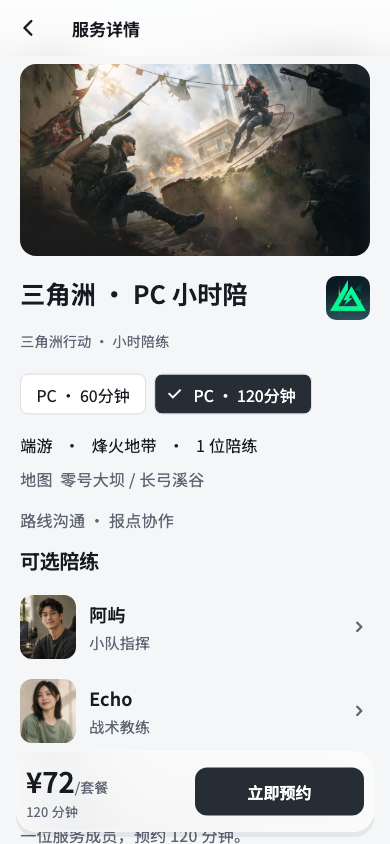 服务详情
三角洲 · PC 小时陪
三角洲行动 · 小时陪练
PC · 60分钟
PC · 120分钟
端游 · 烽火地带 · 1 位陪练
地图 零号大坝 / 长弓溪谷
路线沟通 · 报点协作
可选陪练
阿屿
小队指挥
Echo
战术教练
¥72/套餐
120 分钟
立即预约
一位服务成员，预约 120 分钟。